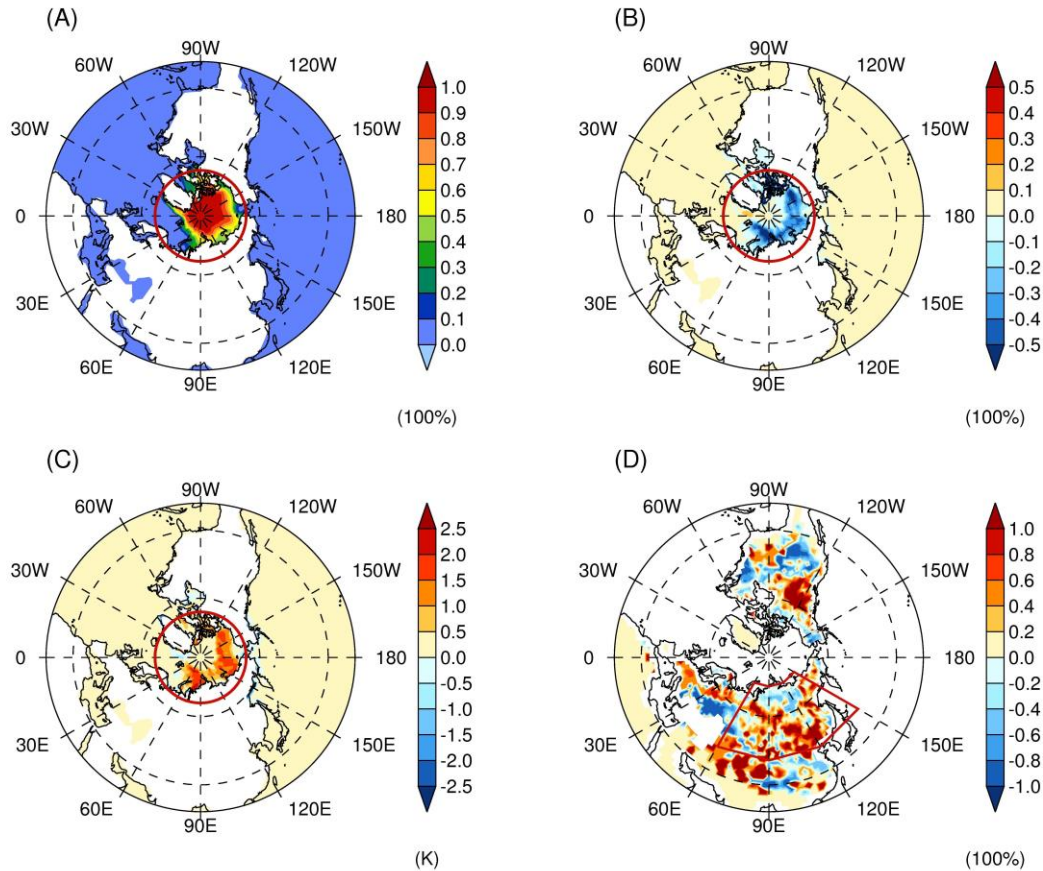 (A)
90W
60W
120W
30W
150W
0
180
30E
150E
60E
120E
90E
1.0
0.9
0.8
0.7
0.6
0.5
0.4
0.3
0.2
0.1
0.0
(100%)
(B)
90W
60W
120W
30W
150W
0
180
30E
150E
60E
120E
90E
0.5
0.4
0.3
0.2
0.1
0.0
-0.1
-0.2
-0.3
-0.4
-0.5
(100%)
(C)
90W
60W
120W
30W
150W
0
180
30E
150E
60E
120E
90E
2.5
2.0
1.5
1.0
0.5
0.0
-0.5
-1.0
-1.5
-2.0
-2.5
(K)
(D)
90W
60W
120W
30W
150W
0
180
30E
150E
60E
120E
90E
1.0
0.8
0.6
0.4
0.2
0.0
-0.2
-0.4
-0.6
-0.8
-1.0
(100%)